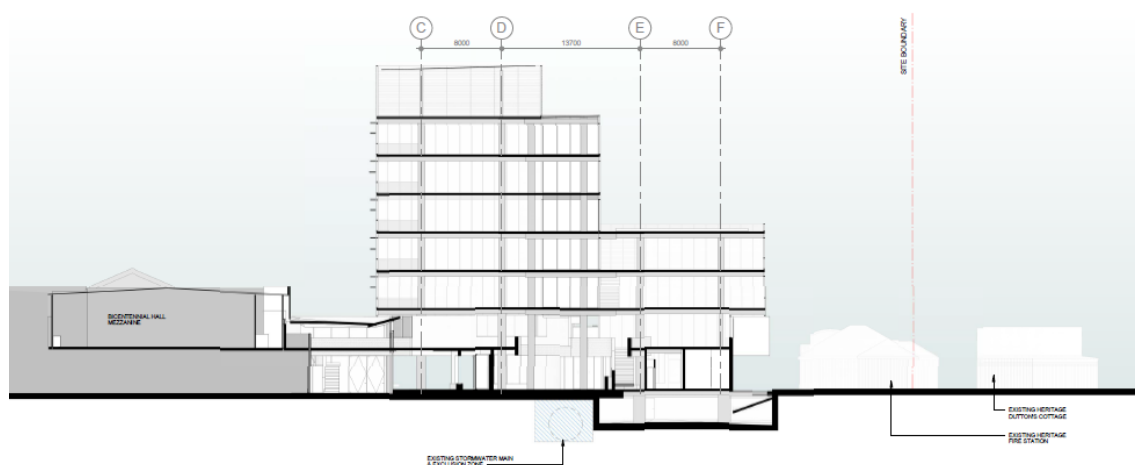 C D E F
8000 13700 8000
SITE BOUNDARY
BICENTENNIAL HALL
MEZZANINE
EXISTING HERITAGE
DUTTON'S COTTAGE
EXISTING HERITAGE
FIRE STATION
EXISTING STORMWATER MAIN
& EXCLUSION ZONE